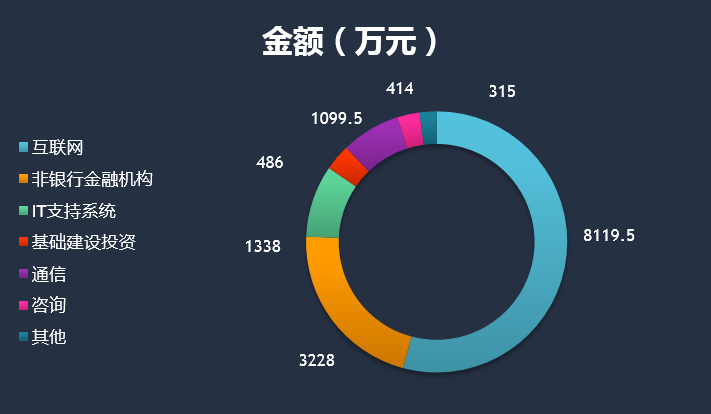 金额（万元）
414
315
1099.5
486
1338
3228
8119.5
互联网
非银行金融机构
IT支持系统
基础建设投资
通信
咨询
其他